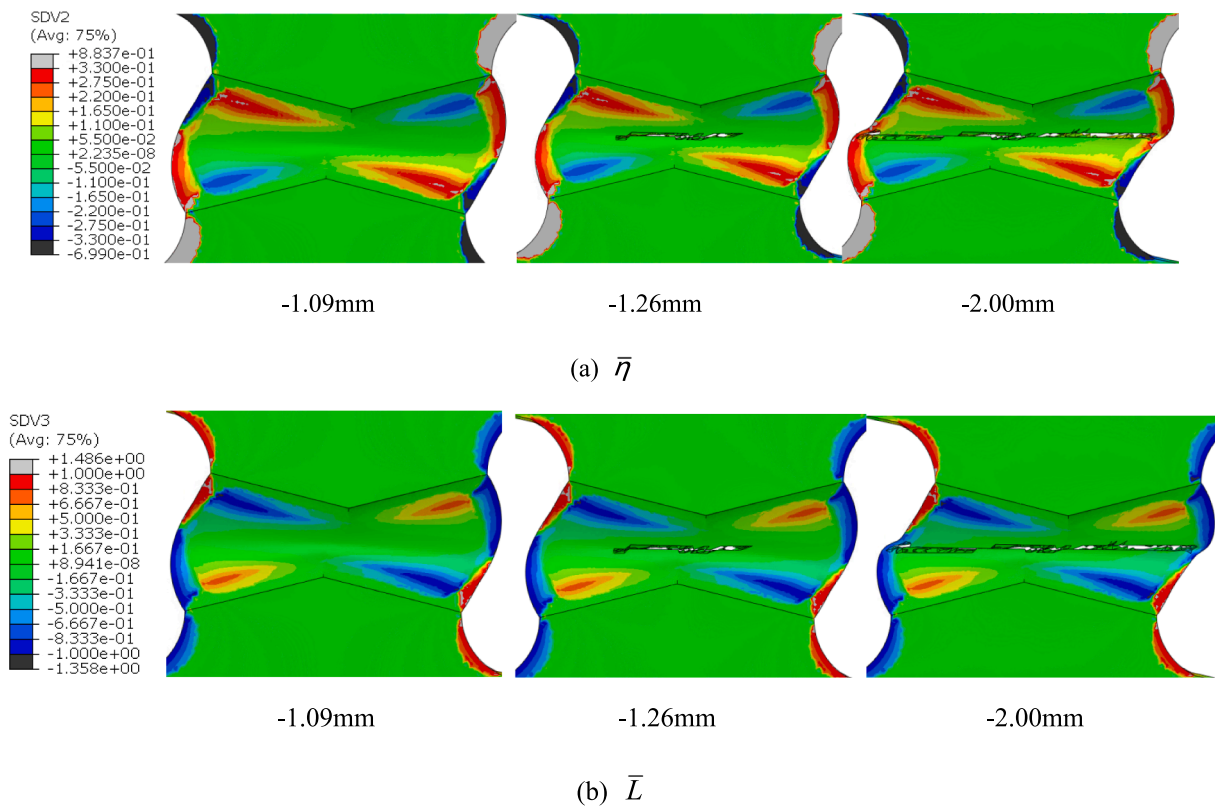 SDV2
(Avg: 75%)
+8.837e-01
+3.300e-01
+2.750e-01
+2.200e-01
+1.650e-01
+1.100e-01
+5.500e-02
+2.235e-08
-5.500e-02
-1.100e-01
-1.650e-01
-2.200e-01
-2.750e-01
-3.300e-01
-6.990e-01
-1.09mm -1.26mm -2.00mm
(a) η̅
SDV3
(Avg: 75%)
+1.486e+00
+1.000e+00
+8.333e-01
+6.667e-01
+5.000e-01
+3.333e-01
+1.667e-01
+8.941e-08
-1.667e-01
-3.333e-01
-5.000e-01
-6.667e-01
-8.333e-01
-1.000e+00
-1.358e+00
-1.09mm -1.26mm -2.00mm
(b) L̅